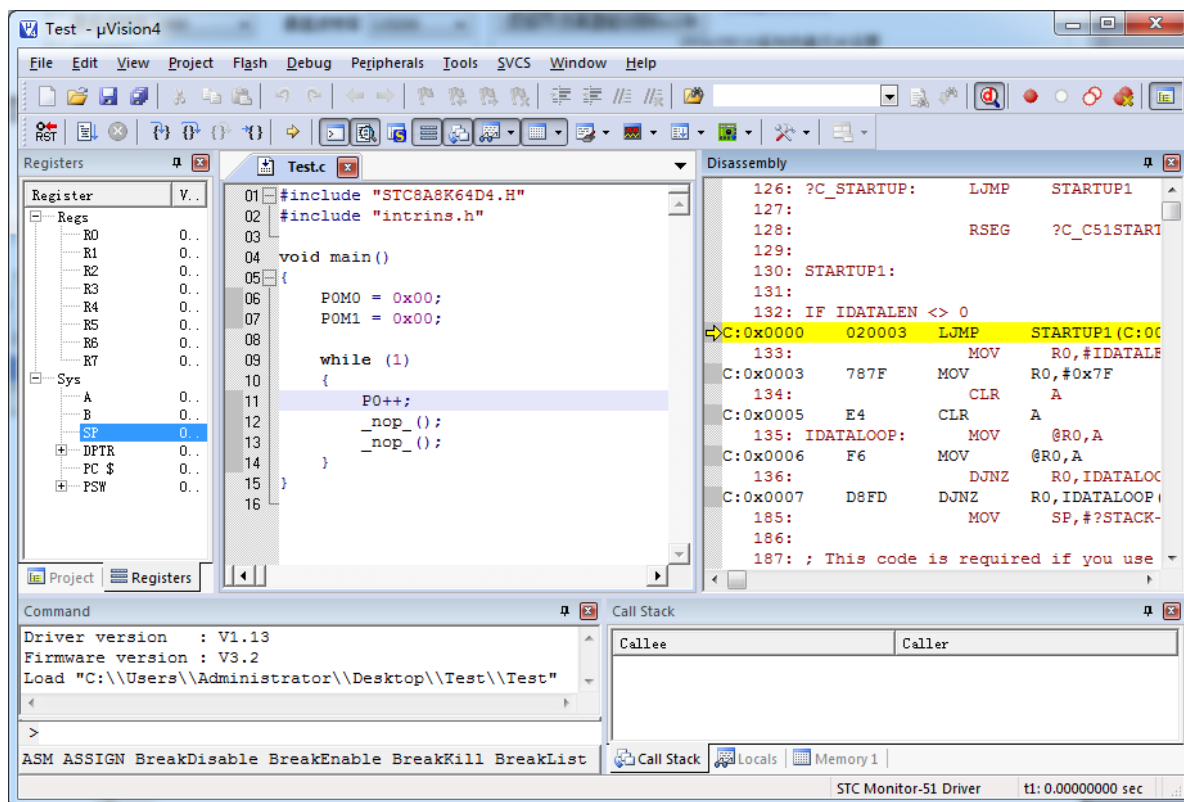 Test - µVision4
File Edit View Project Flash Debug Peripherals Tools SVCS Window Help
RST
Registers
Register V..
Regs
R0 0..
R1 0..
R2 0..
R3 0..
R4 0..
R5 0..
R6 0..
R7 0..
Sys
A 0..
B 0..
SP 0..
DPTR 0..
PC $ 0..
PSW 0..
Project Registers
Test.c
01 #include "STC8A8K64D4.H"
02 #include "intrins.h"
03
04 void main()
05 {
06 P0M0 = 0x00;
07 P0M1 = 0x00;
08
09 while (1)
10 {
11 P0++;
12 _nop_();
13 _nop_();
14 }
15 }
16
Disassembly
126: ?C_STARTUP: LJMP STARTUP1
127:
128: RSEG ?C_C51START
129:
130: STARTUP1:
131:
132: IF IDATALEN <> 0
C:0x0000 020003 LJMP STARTUP1(C:00
133: MOV R0,#IDATALE
C:0x0003 787F MOV R0,#0x7F
134: CLR A
C:0x0005 E4 CLR A
135: IDATALOOP: MOV @R0,A
C:0x0006 F6 MOV @R0,A
136: DJNZ R0,IDATALOO
C:0x0007 D8FD DJNZ R0,IDATALOOP(
185: MOV SP,#?STACK-
186:
187: ; This code is required if you use
Command
Driver version : V1.13
Firmware version : V3.2
Load "C:\\Users\\Administrator\\Desktop\\Test\\Test"
>
ASM ASSIGN BreakDisable BreakEnable BreakKill BreakList
Call Stack
Callee Caller
Call Stack Locals Memory 1
STC Monitor-51 Driver t1: 0.00000000 sec